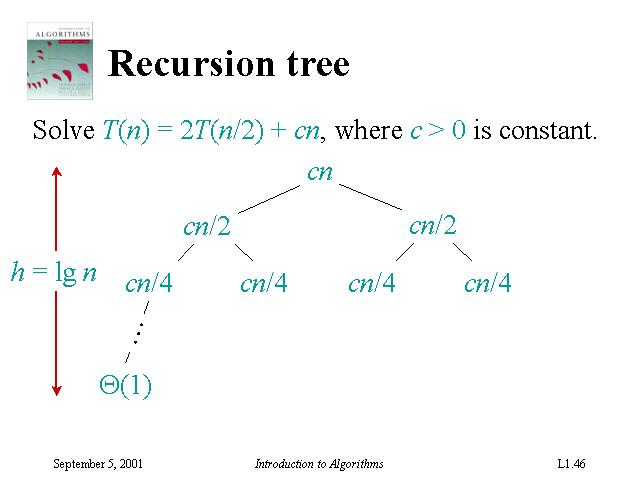 ALGORITHMS
Recursion tree
Solve T(n) = 2T(n/2) + cn, where c > 0 is constant.
cn
cn/2 cn/2
h = lg n
cn/4 cn/4 cn/4 cn/4
Θ(1)
September 5, 2001 Introduction to Algorithms L1.46